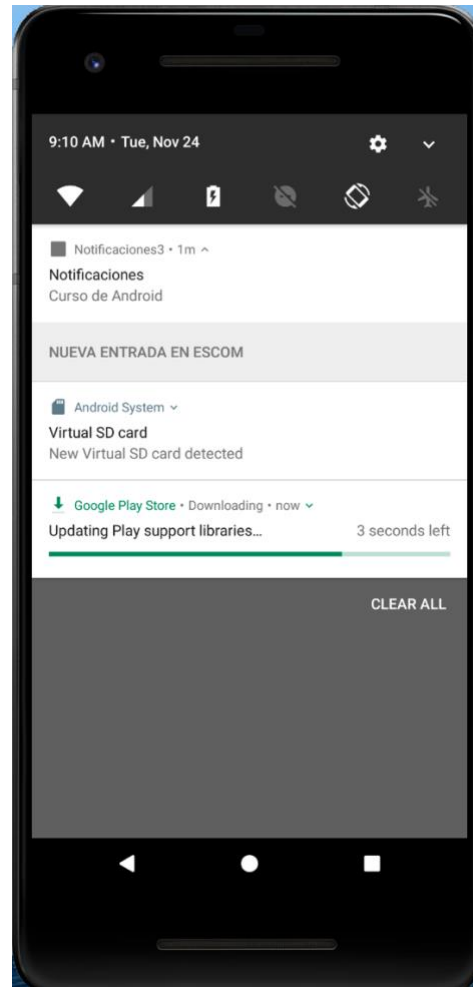 9:10 AM • Tue, Nov 24
Notificaciones3 • 1m
Notificaciones
Curso de Android
NUEVA ENTRADA EN ESCOM
Android System
Virtual SD card
New Virtual SD card detected
Google Play Store • Downloading • now
Updating Play support libraries... 3 seconds left
CLEAR ALL